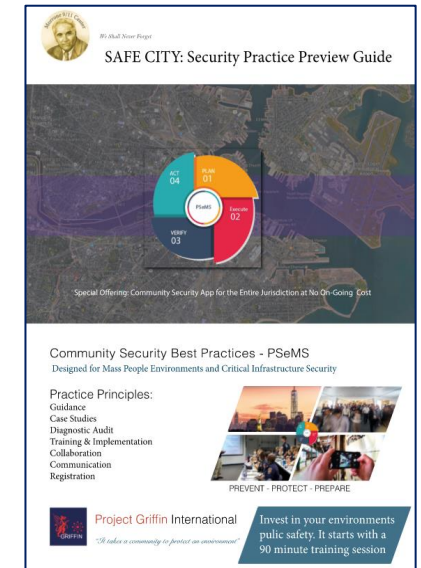 We Shall Never Forget
SAFE CITY: Security Practice Preview Guide
ACT
04
PLAN
01
PSeMS
Execute
02
VERIFY
03
Special Offering: Community Security App for the Entire Jurisdiction at No On-Going Cost
Community Security Best Practices - PSeMS
Designed for Mass People Environments and Critical Infrastructure Security
Practice Principles:
Guidance
Case Studies
Diagnostic Audit
Training & Implementation
Collaboration
Communication
Registration
PREVENT - PROTECT - PREPARE
GRIFFIN
Project Griffin International
"It takes a community to protect an environment"
Invest in your environments
pulic safety. It starts with a
90 minute training session